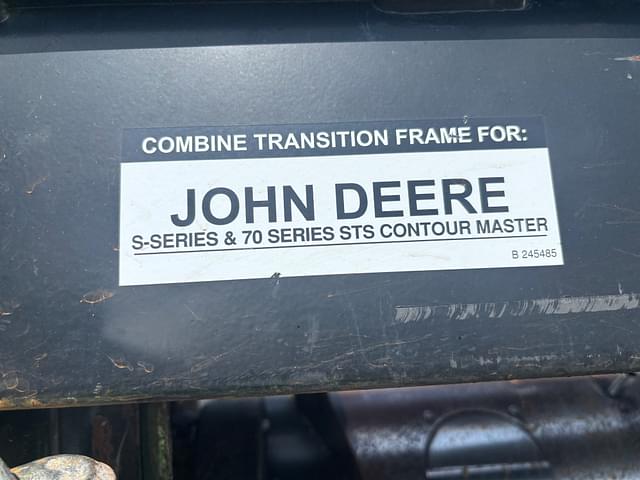 COMBINE TRANSITION FRAME FOR:
JOHN DEERE
S-SERIES & 70 SERIES STS CONTOUR MASTER
B 245485